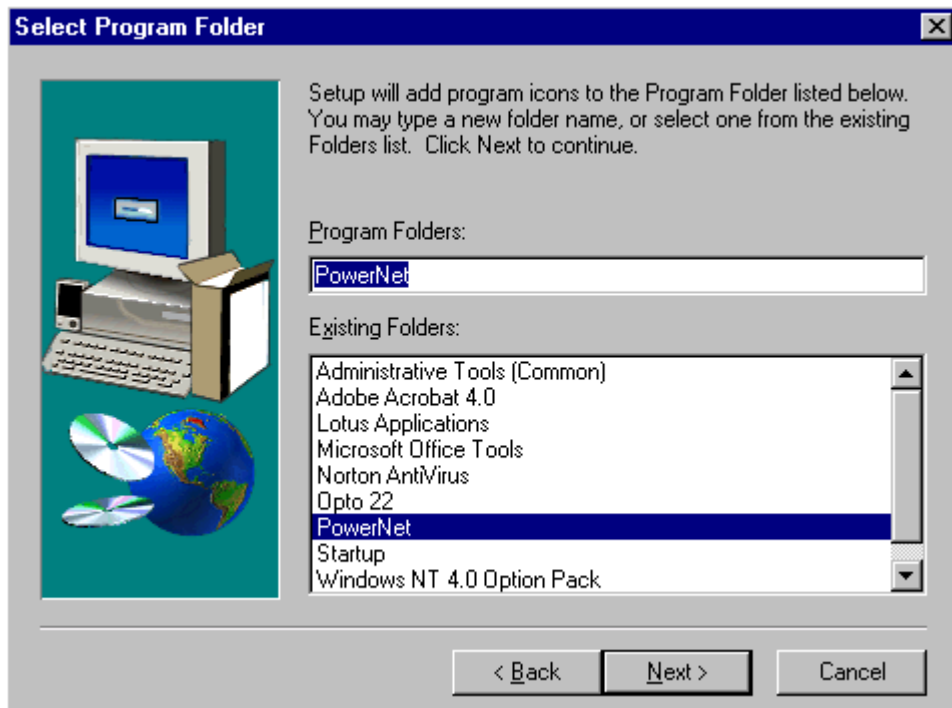 Select Program Folder
Setup will add program icons to the Program Folder listed below.
You may type a new folder name, or select one from the existing
Folders list.  Click Next to continue.
Program Folders:
PowerNet
Existing Folders:
Administrative Tools (Common)
Adobe Acrobat 4.0
Lotus Applications
Microsoft Office Tools
Norton AntiVirus
Opto 22
PowerNet
Startup
Windows NT 4.0 Option Pack
< Back
Next >
Cancel